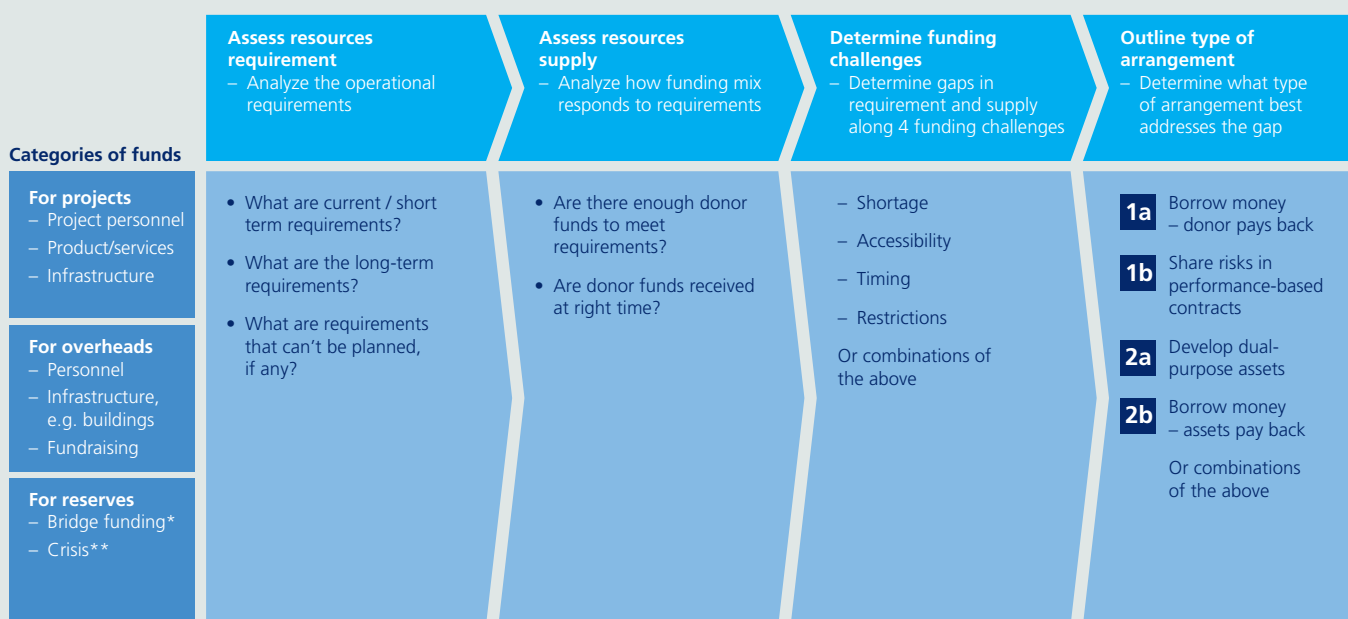 Assess resources
requirement
– Analyze the operational
requirements
Assess resources
supply
– Analyze how funding mix
responds to requirements
Determine funding
challenges
– Determine gaps in
requirement and supply
along 4 funding challenges
Outline type of
arrangement
– Determine what type
of arrangement best
addresses the gap
Categories of funds
For projects
– Project personnel
– Product/services
– Infrastructure
For overheads
– Personnel
– Infrastructure,
e.g. buildings
– Fundraising
For reserves
– Bridge funding*
– Crisis**
• What are current / short
term requirements?
• What are the long-term
requirements?
• What are requirements
that can't be planned,
if any?
• Are there enough donor
funds to meet
requirements?
• Are donor funds received
at right time?
– Shortage
– Accessibility
– Timing
– Restrictions
Or combinations of
the above
1a Borrow money
– donor pays back
1b Share risks in
performance-based
contracts
2a Develop dual-
purpose assets
2b Borrow money
– assets pay back
Or combinations
of the above